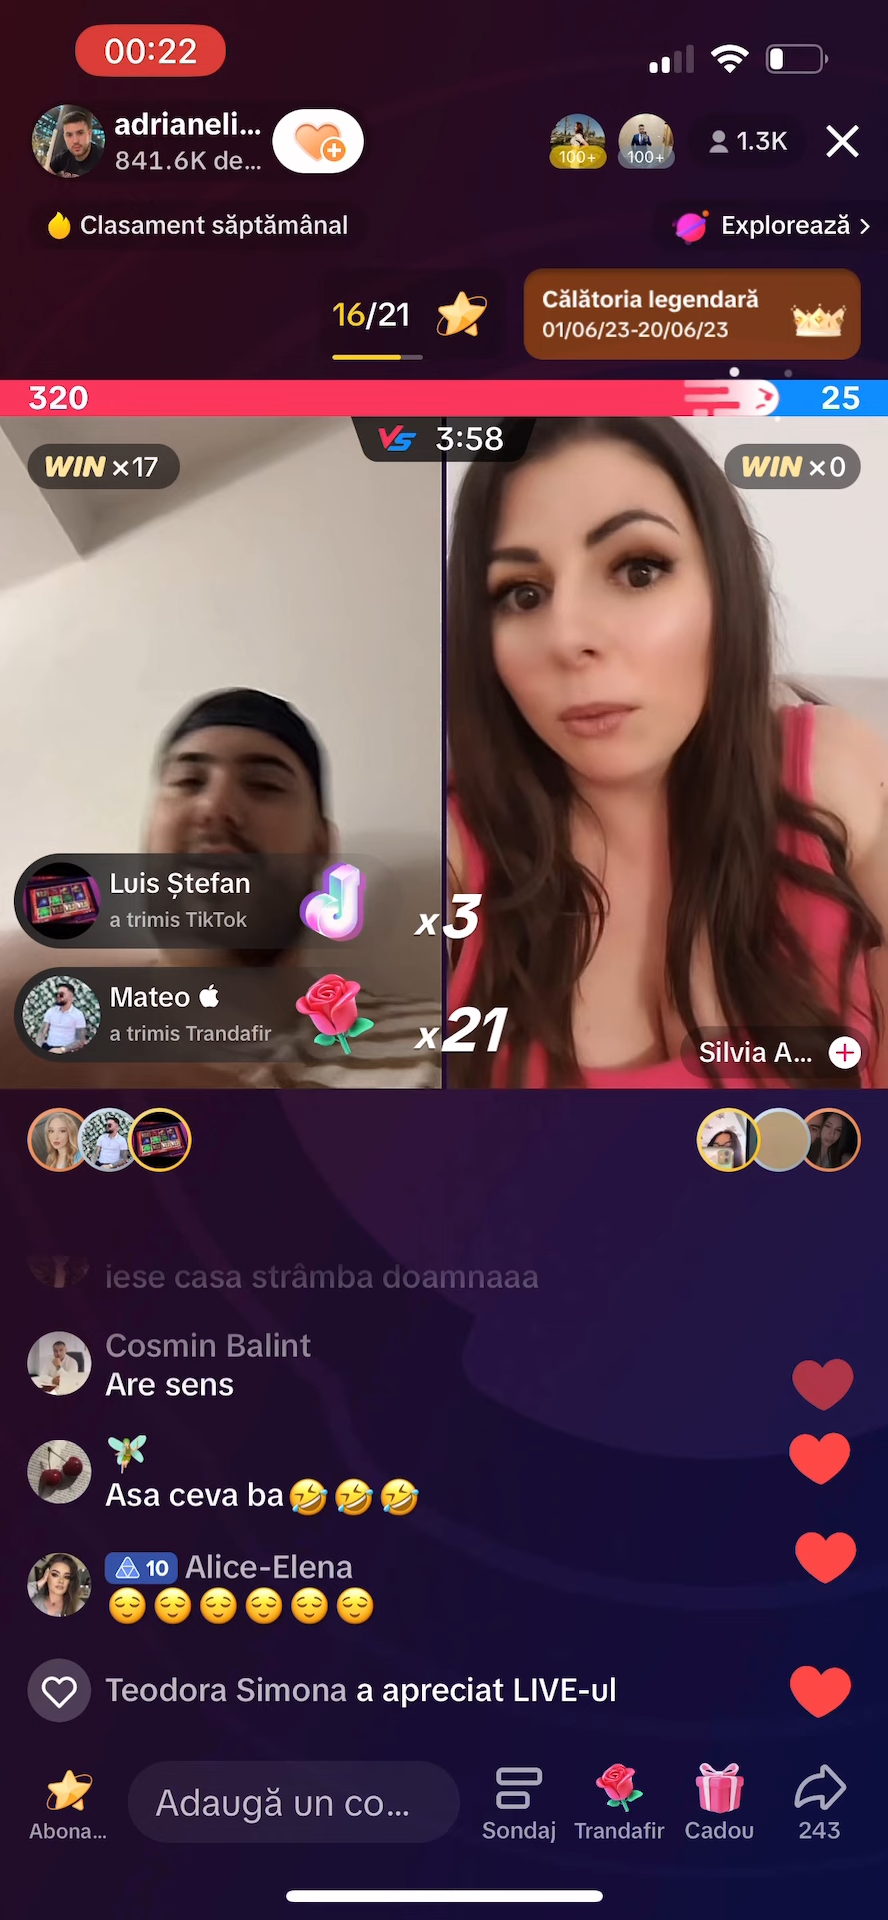 00:22
adrianeli...
841.6K de...
100+
100+
1.3K
Clasament săptămânal
Explorează >
16/21
Călătoria legendară
01/06/23-20/06/23
320
25
VS 3:58
WIN ×17
WIN ×0
Luis Ștefan
a trimis TikTok
x3
Mateo
a trimis Trandafir
x21
Silvia A...
iese casa strâmba doamnaaa
Cosmin Balint
Are sens
Asa ceva ba🤣🤣🤣
10 Alice-Elena
😌😌😌😌😌😌
Teodora Simona a apreciat LIVE-ul
Abona...
Adaugă un co...
Sondaj
Trandafir
Cadou
243